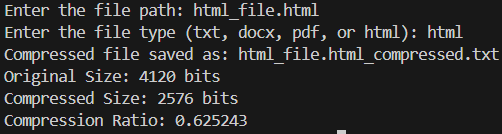 Enter the file path: html_file.html
Enter the file type (txt, docx, pdf, or html): html
Compressed file saved as: html_file.html_compressed.txt
Original Size: 4120 bits
Compressed Size: 2576 bits
Compression Ratio: 0.625243